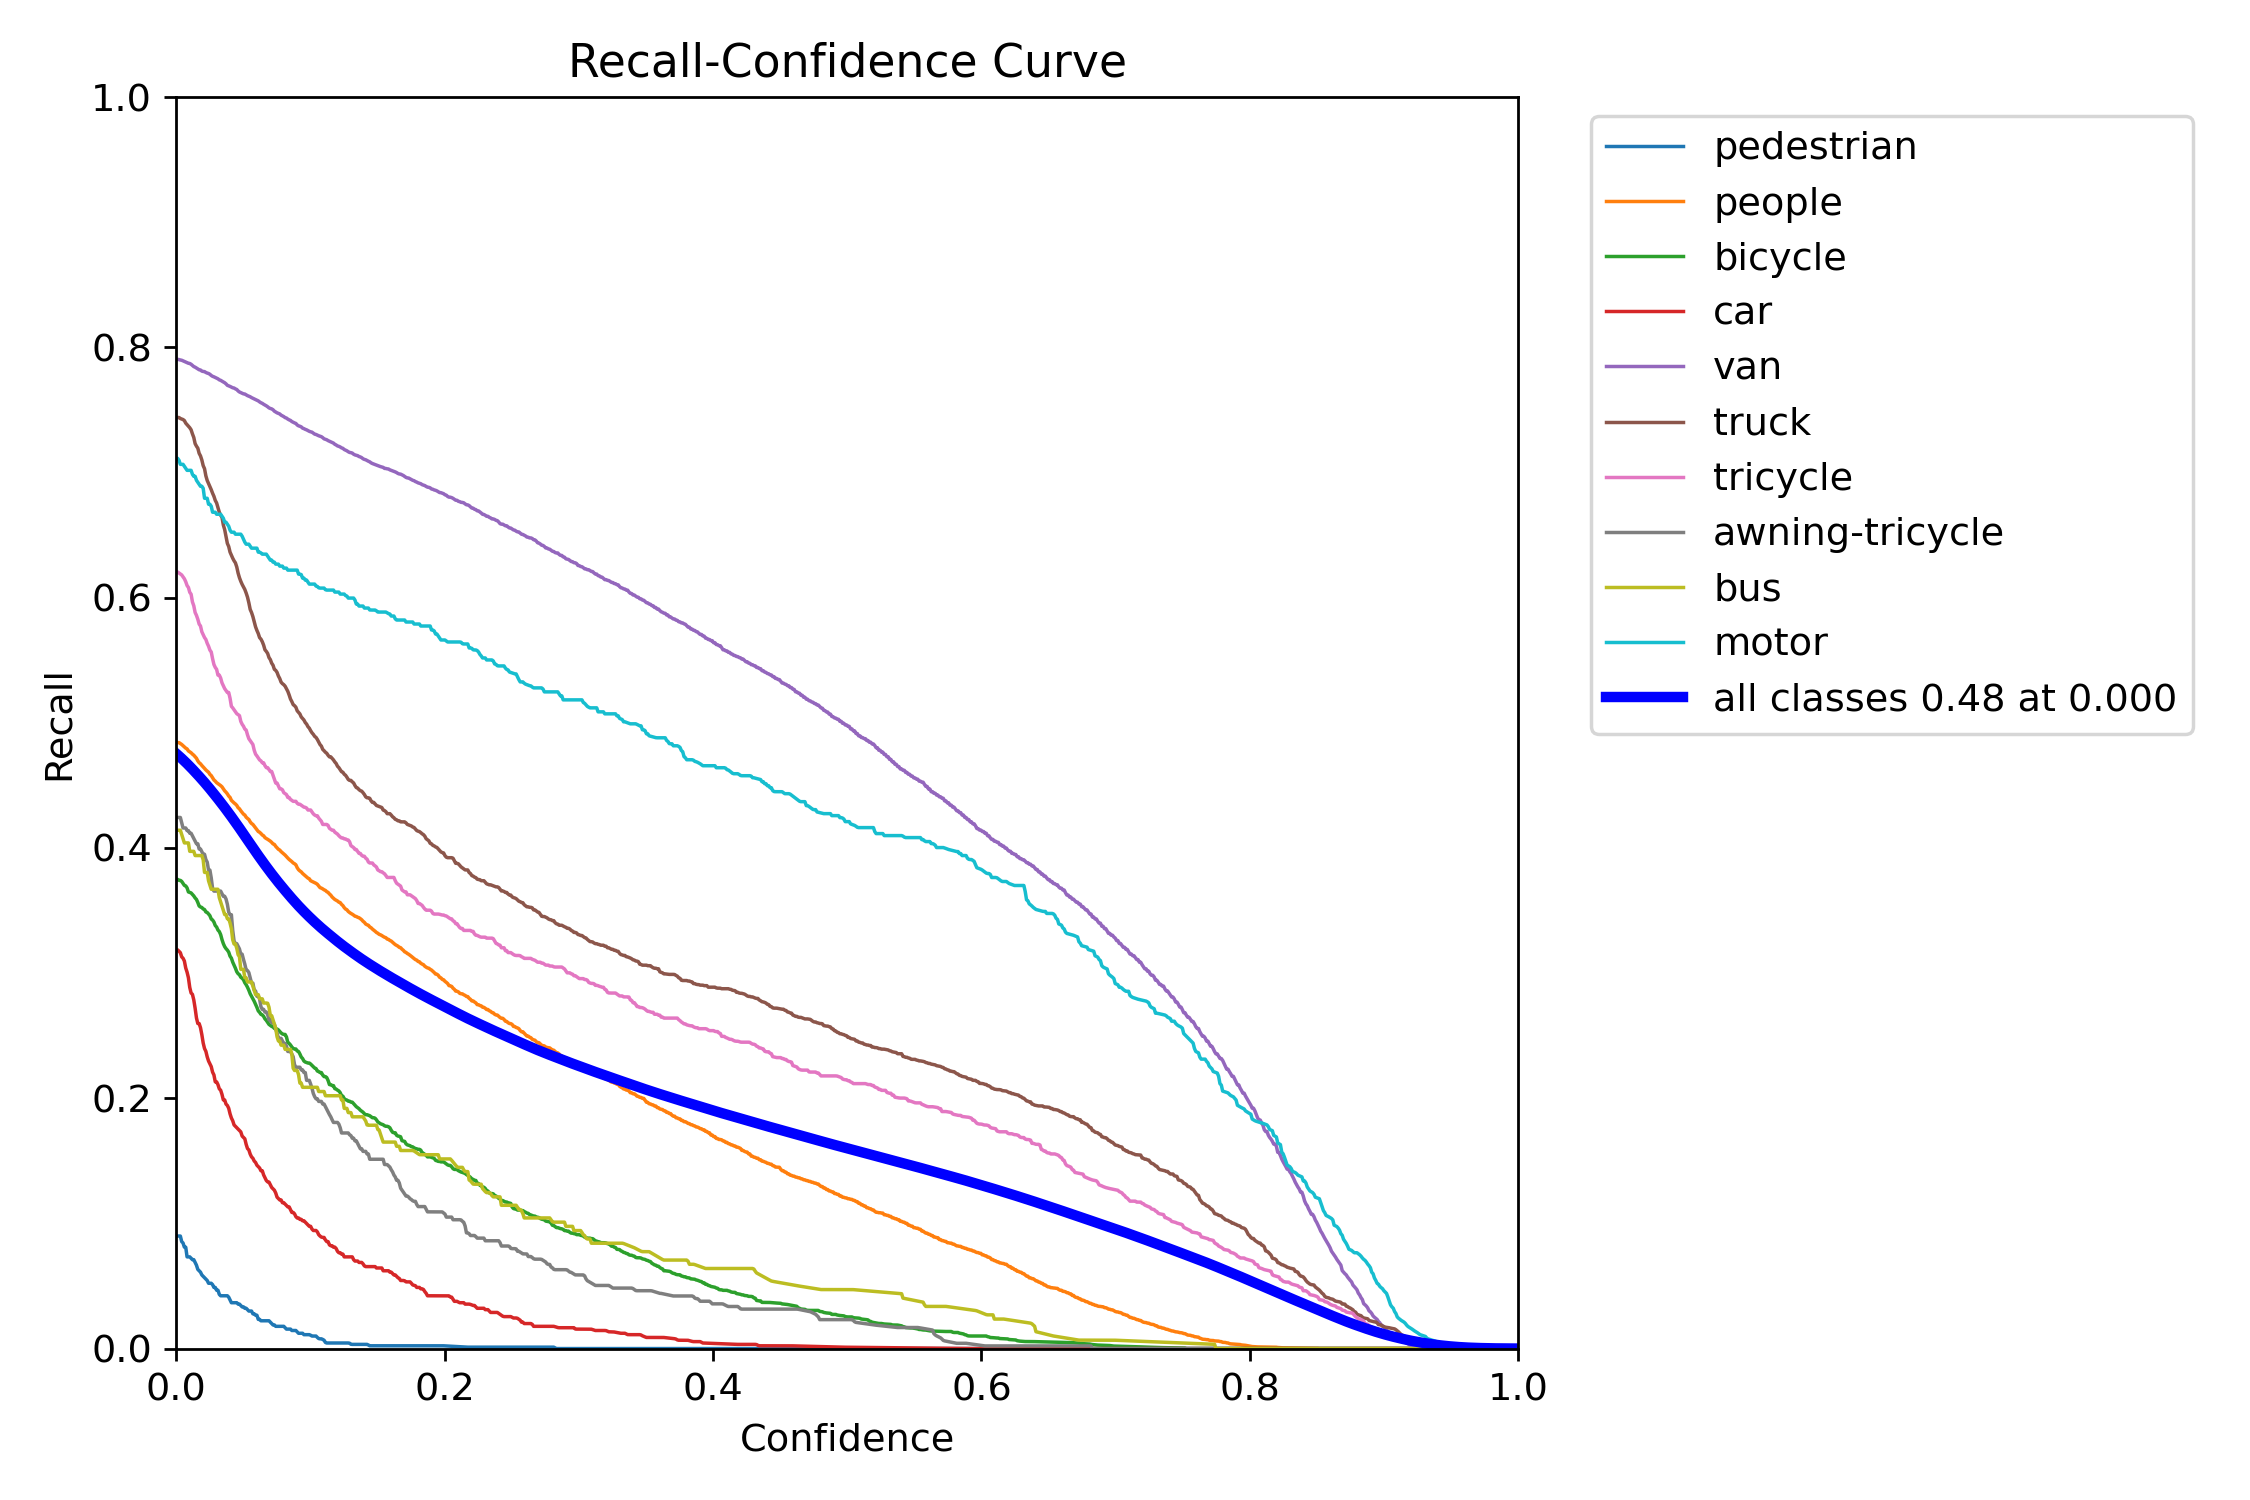 Recall-Confidence Curve
1.0
0.8
0.6
0.4
0.2
0.0
Recall
0.0 0.2 0.4 0.6 0.8 1.0
Confidence
pedestrian
people
bicycle
car
van
truck
tricycle
awning-tricycle
bus
motor
all classes 0.48 at 0.000